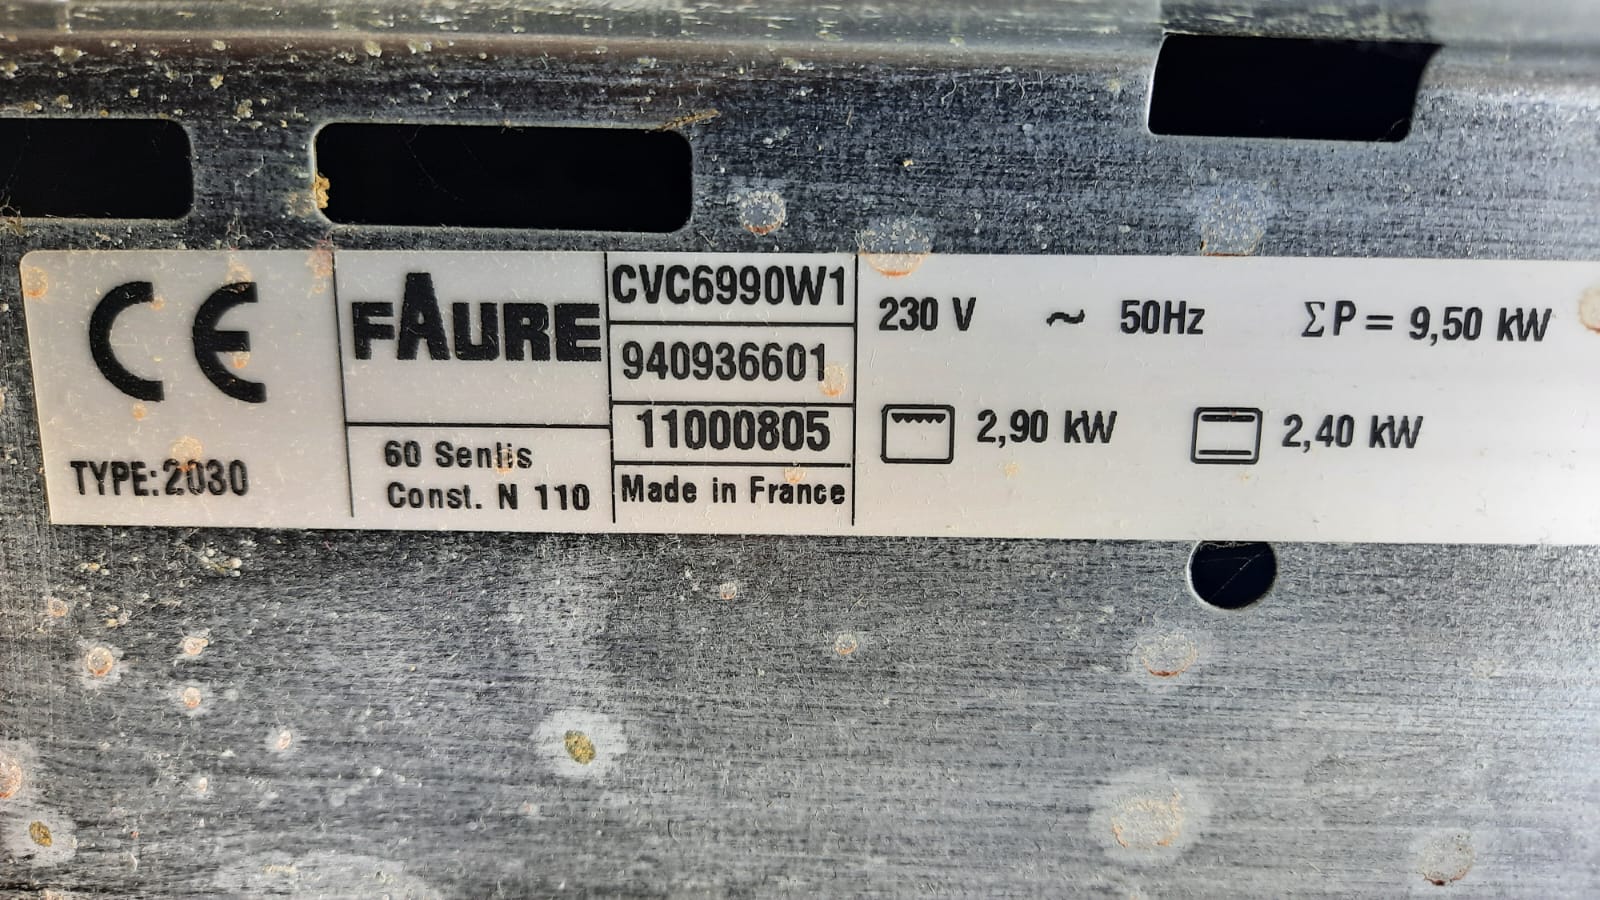 CE
TYPE:2030
FAURE
60 Senlis
Const. N 110
CVC6990W1
940936601
11000805
Made in France
230 V ~ 50Hz ΣP = 9,50 kW
2,90 kW 2,40 kW